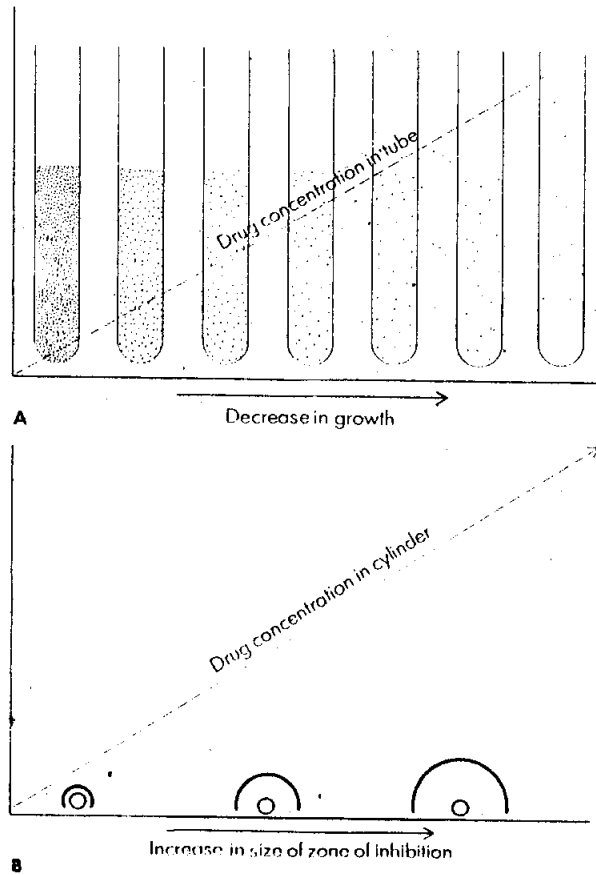 Drug concentration in tube
A
Decrease in growth
Drug concentration in cylinder
Increase in size of zone of inhibition
B